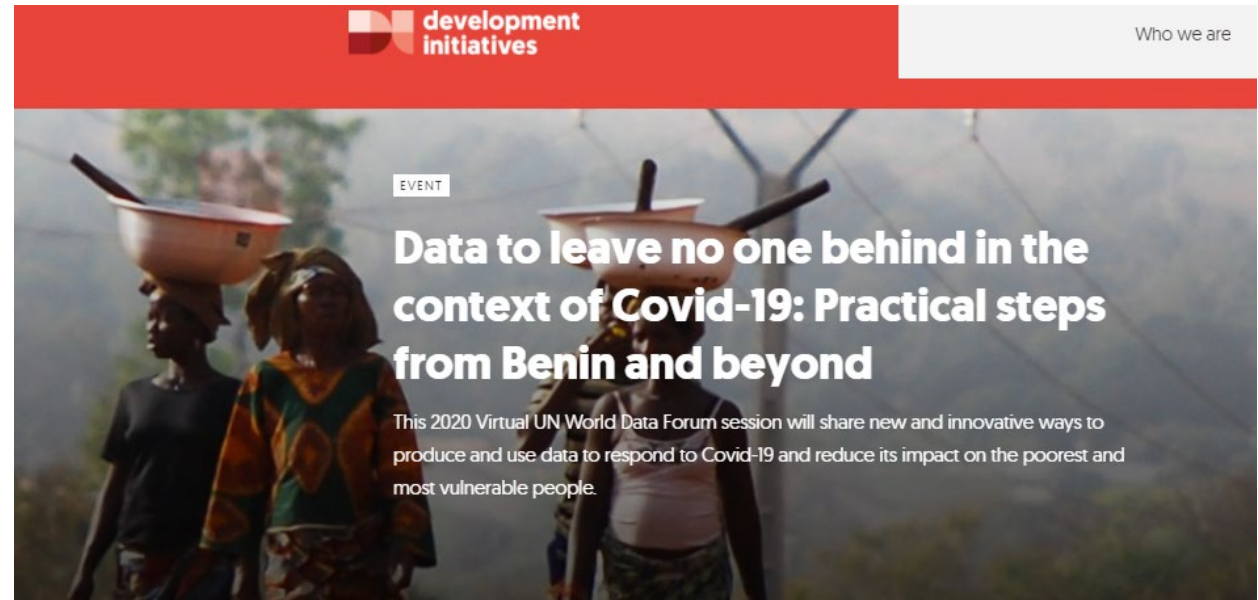 development
initiatives
Who we are
EVENT
Data to leave no one behind in the
context of Covid-19: Practical steps
from Benin and beyond
This 2020 Virtual UN World Data Forum session will share new and innovative ways to
produce and use data to respond to Covid-19 and reduce its impact on the poorest and
most vulnerable people.